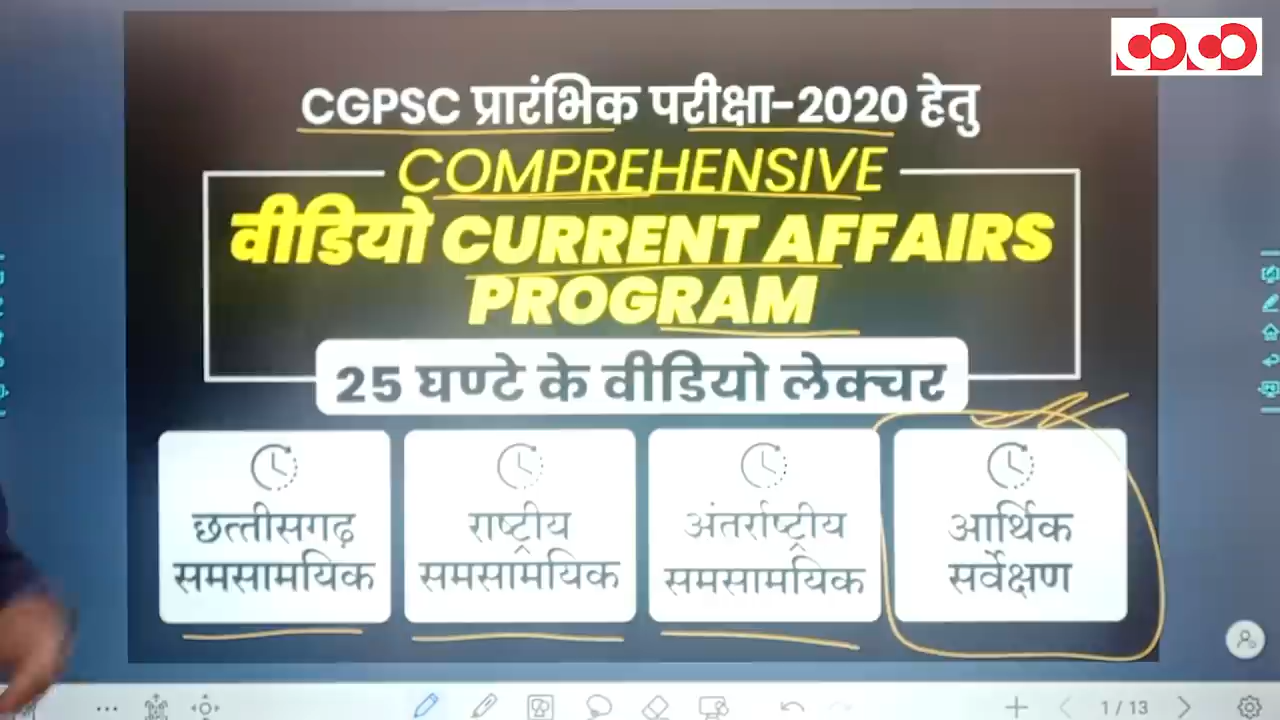 CGPSC प्रारंभिक परीक्षा-2020 हेतु
COMPREHENSIVE
वीडियो CURRENT AFFAIRS
PROGRAM
25 घण्टे के वीडियो लेक्चर
छत्तीसगढ़
समसामयिक
राष्ट्रीय
समसामयिक
अंतर्राष्ट्रीय
समसामयिक
आर्थिक
सर्वेक्षण
1 / 13